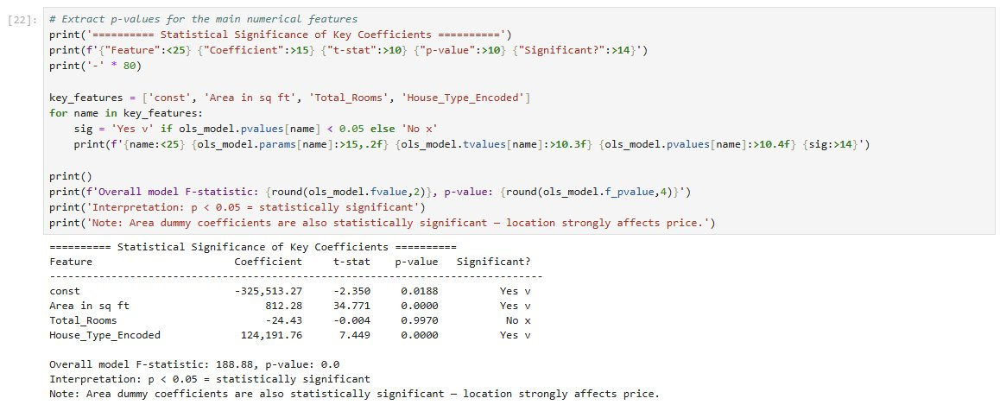 [22]: # Extract p-values for the main numerical features
print('========== Statistical Significance of Key Coefficients ==========')
print(f'{"Feature":<25} {"Coefficient":>15} {"t-stat":>10} {"p-value":>10} {"Significant?":>14}')
print('-' * 80)

key_features = ['const', 'Area in sq ft', 'Total_Rooms', 'House_Type_Encoded']
for name in key_features:
    sig = 'Yes v' if ols_model.pvalues[name] < 0.05 else 'No x'
    print(f'{name:<25} {ols_model.params[name]:>15,.2f} {ols_model.tvalues[name]:>10.3f} {ols_model.pvalues[name]:>10.4f} {sig:>14}')

print()
print(f'Overall model F-statistic: {round(ols_model.fvalue,2)}, p-value: {round(ols_model.f_pvalue,4)}')
print('Interpretation: p < 0.05 = statistically significant')
print('Note: Area dummy coefficients are also statistically significant — location strongly affects price.')
========== Statistical Significance of Key Coefficients ==========
Feature                       Coefficient     t-stat    p-value   Significant?
--------------------------------------------------------------------------------
const                         -325,513.27     -2.350     0.0188          Yes v
Area in sq ft                      812.28     34.771     0.0000          Yes v
Total_Rooms                        -24.43     -0.004     0.9970           No x
House_Type_Encoded             124,191.76      7.449     0.0000          Yes v

Overall model F-statistic: 188.88, p-value: 0.0
Interpretation: p < 0.05 = statistically significant
Note: Area dummy coefficients are also statistically significant — location strongly affects price.